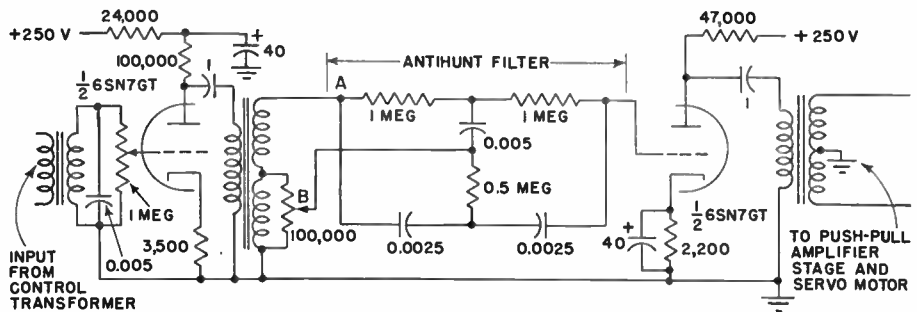 24,000
+250 V
100,000
+
40
1
1/2 6SN7GT
1 MEG
0.005
3,500
INPUT
FROM
CONTROL
TRANSFORMER
ANTIHUNT FILTER
A
1 MEG
1 MEG
0.005
0.5 MEG
B
100,000
0.0025
0.0025
47,000
+250 V
1
1/2 6SN7GT
+
40
2,200
TO PUSH-PULL
AMPLIFIER
STAGE AND
SERVO MOTOR